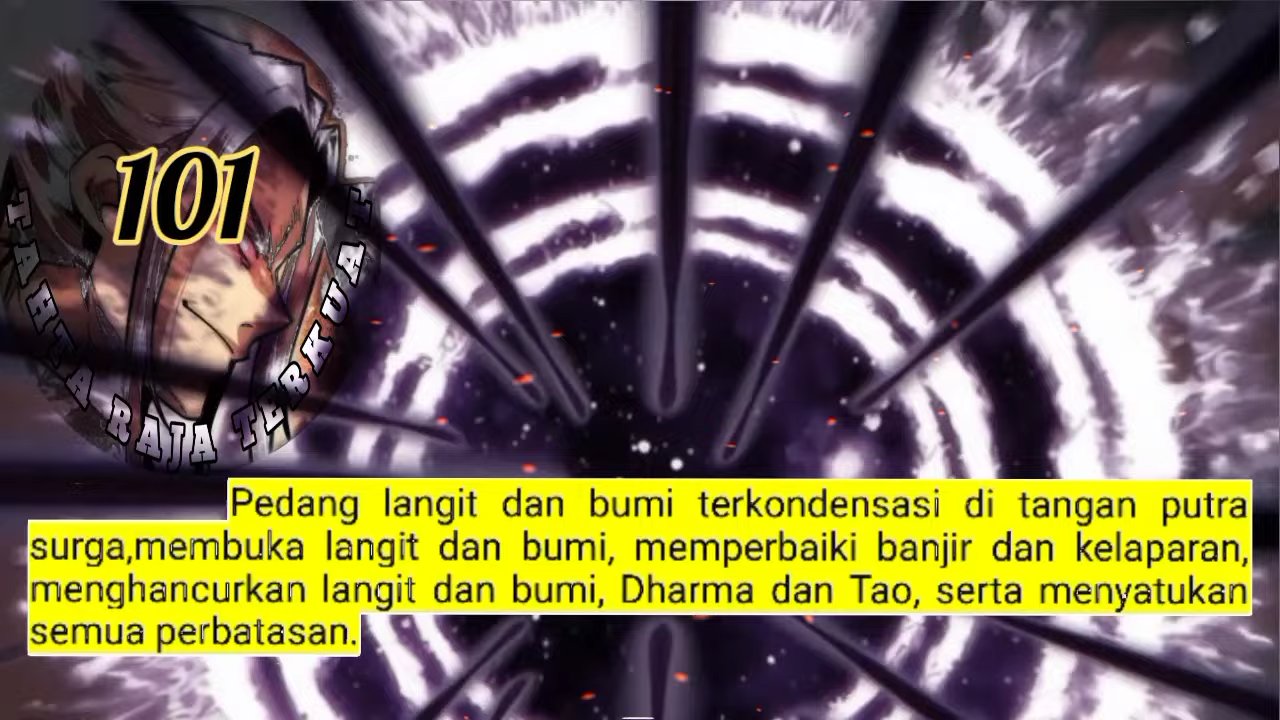 101
TAHTA RAJA TERKUAT
Pedang langit dan bumi terkondensasi di tangan putra
surga,membuka langit dan bumi, memperbaiki banjir dan kelaparan,
menghancurkan langit dan bumi, Dharma dan Tao, serta menyatukan
semua perbatasan.